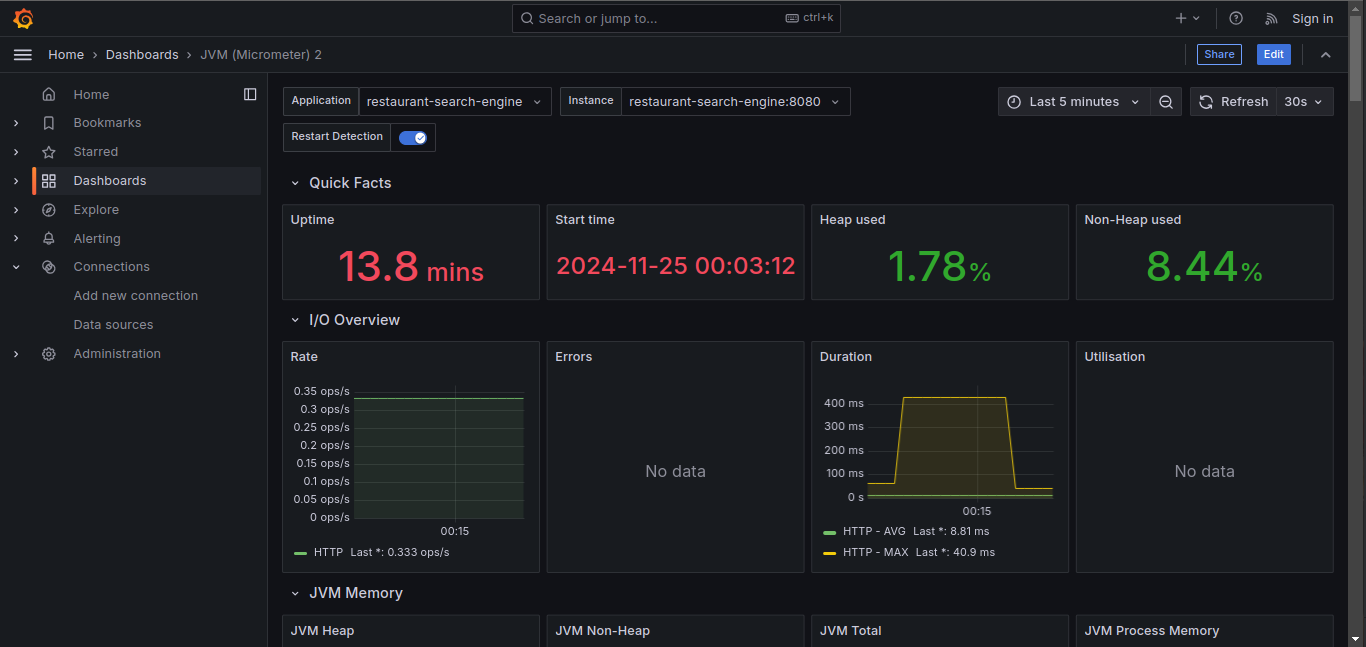 Search or jump to... ctrl+k Sign in
Home › Dashboards › JVM (Micrometer) 2 Share Edit
Home
Bookmarks
Starred
Dashboards
Explore
Alerting
Connections
Add new connection
Data sources
Administration
Application restaurant-search-engine Instance restaurant-search-engine:8080 Last 5 minutes Refresh 30s
Restart Detection
Quick Facts
Uptime
13.8 mins
Start time
2024-11-25 00:03:12
Heap used
1.78%
Non-Heap used
8.44%
I/O Overview
Rate
0.35 ops/s
0.3 ops/s
0.25 ops/s
0.2 ops/s
0.15 ops/s
0.1 ops/s
0.05 ops/s
0 ops/s
00:15
HTTP Last *: 0.333 ops/s
Errors
No data
Duration
400 ms
300 ms
200 ms
100 ms
0 s
00:15
HTTP - AVG Last *: 8.81 ms
HTTP - MAX Last *: 40.9 ms
Utilisation
No data
JVM Memory
JVM Heap
JVM Non-Heap
JVM Total
JVM Process Memory